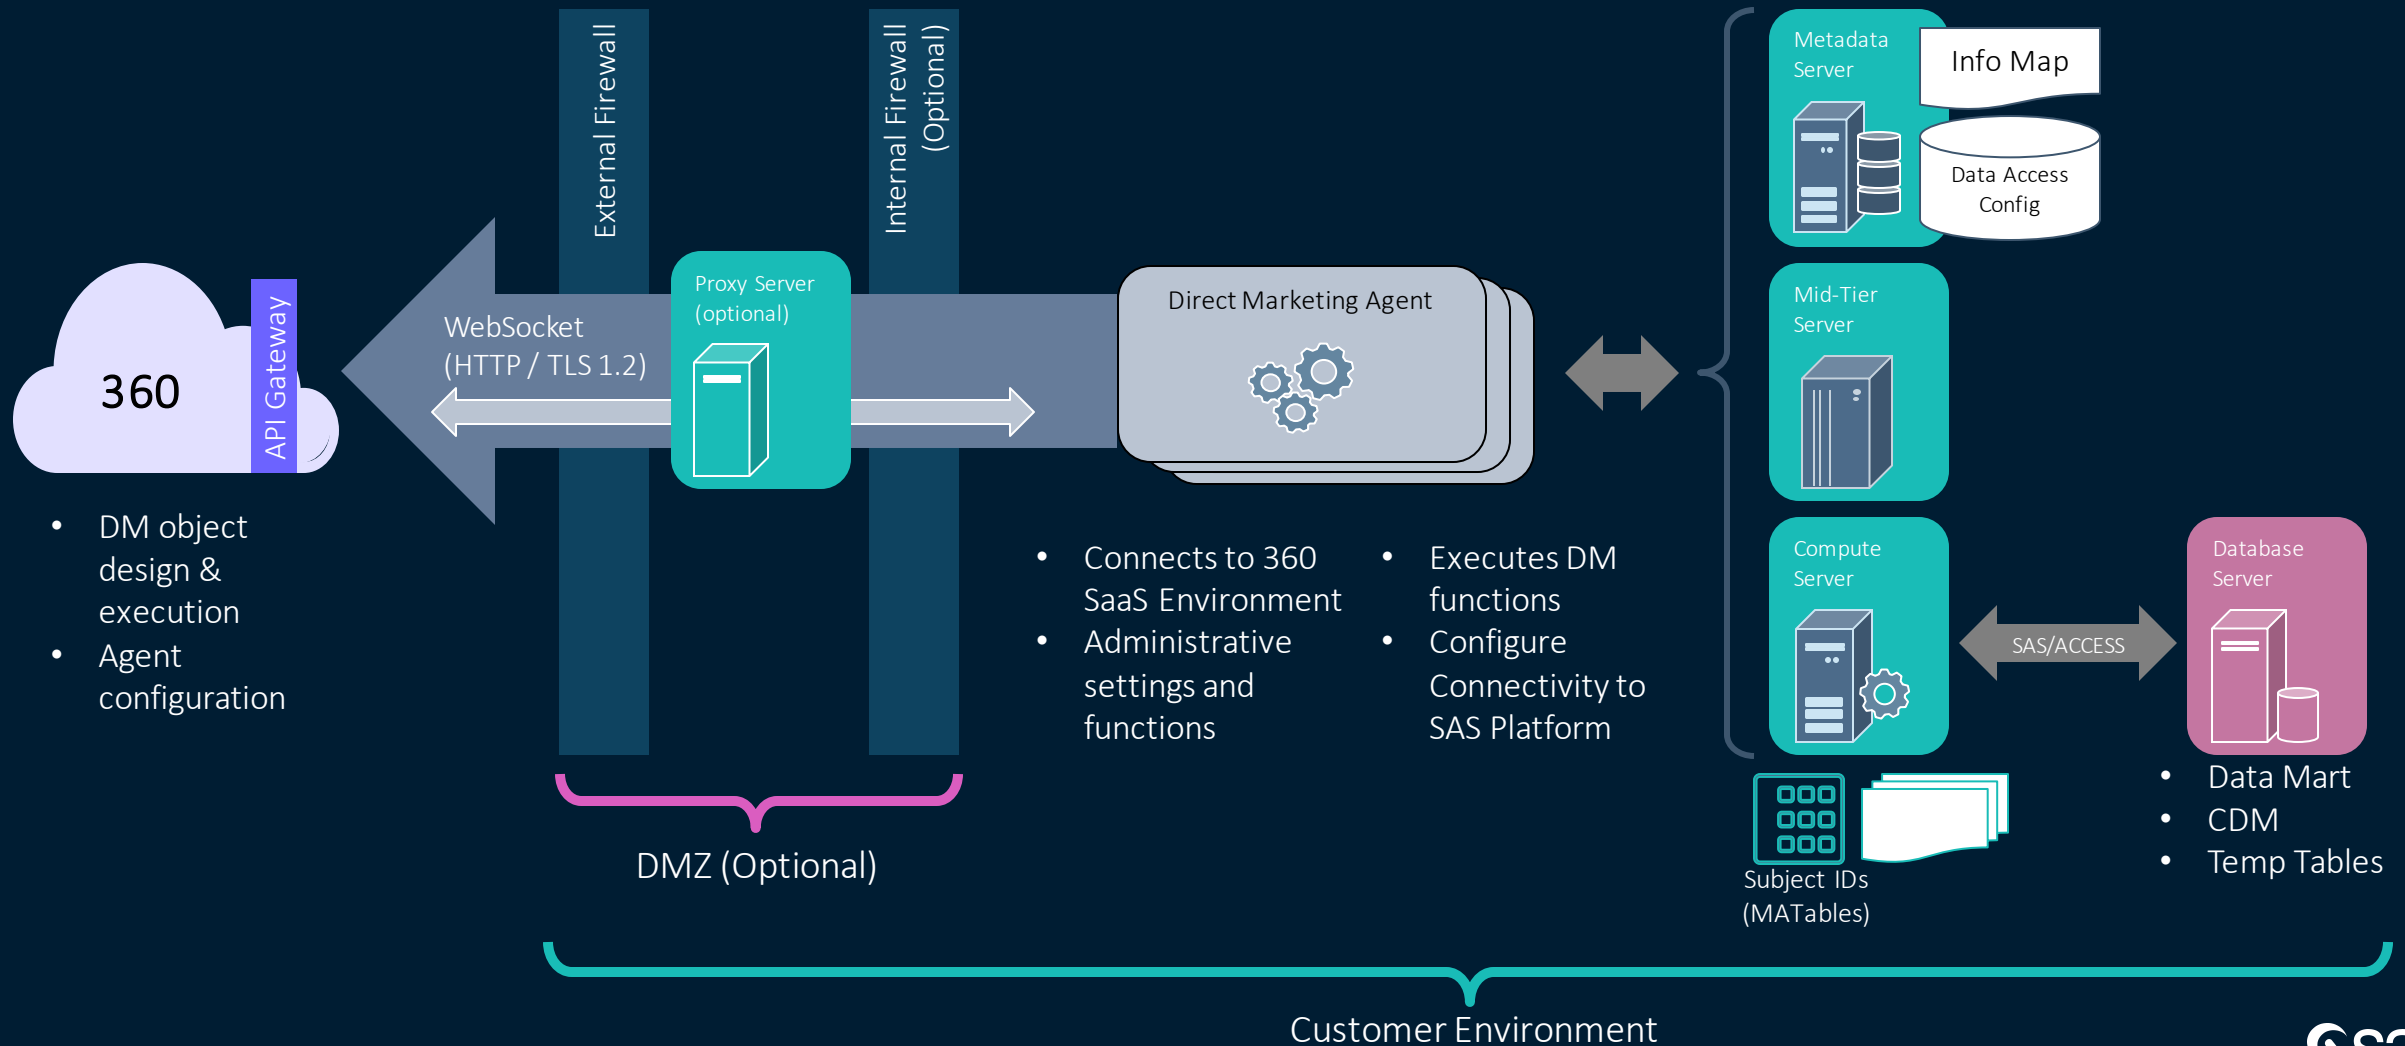 External Firewall
Internal Firewall
(Optional)
360
API Gateway
WebSocket
(HTTP / TLS 1.2)
Proxy Server
(optional)
Direct Marketing Agent
Metadata
Server
Info Map
Data Access
Config
Mid-Tier
Server
Compute
Server
SAS/ACCESS
Database
Server
• DM object
design &
execution
• Agent
configuration
• Connects to 360
SaaS Environment
• Administrative
settings and
functions
• Executes DM
functions
• Configure
Connectivity to
SAS Platform
• Data Mart
• CDM
• Temp Tables
Subject IDs
(MATables)
DMZ (Optional)
Customer Environment